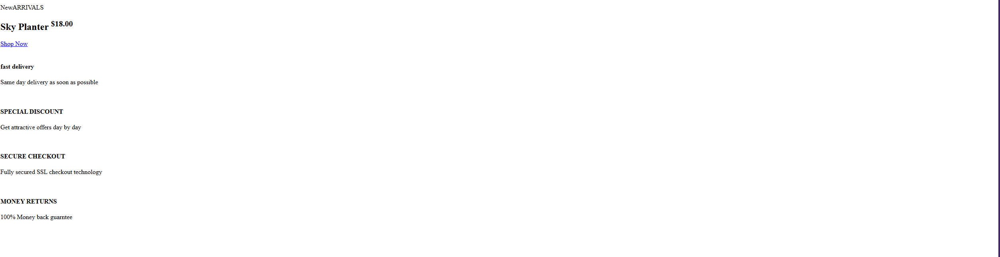 NewARRIVALS
Sky Planter $18.00
Shop Now
fast delivery
Same day delivery as soon as possible
SPECIAL DISCOUNT
Get attractive offers day by day
SECURE CHECKOUT
Fully secured SSL checkout technology
MONEY RETURNS
100% Money back guarntee